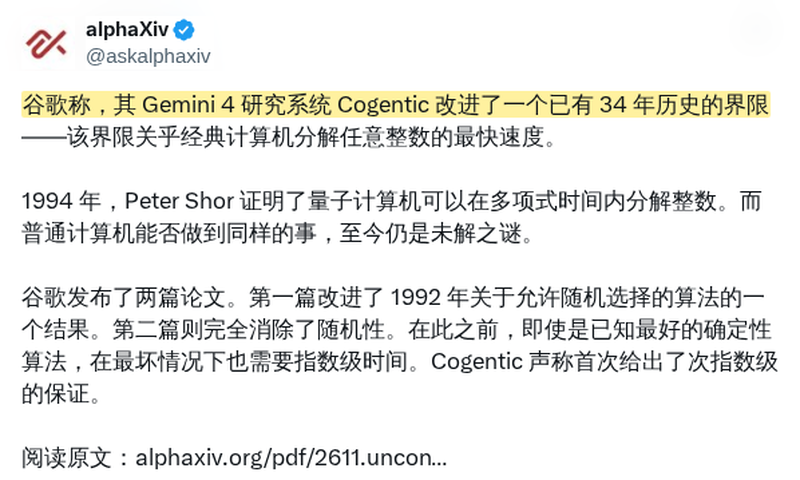 alphaXiv
@askalphaxiv
谷歌称，其 Gemini 4 研究系统 Cogentic 改进了一个已有 34 年历史的界限
——该界限关乎经典计算机分解任意整数的最快速度。
1994 年，Peter Shor 证明了量子计算机可以在多项式时间内分解整数。而
普通计算机能否做到同样的事，至今仍是未解之谜。
谷歌发布了两篇论文。第一篇改进了 1992 年关于允许随机选择的算法的一
个结果。第二篇则完全消除了随机性。在此之前，即使是已知最好的确定性
算法，在最坏情况下也需要指数级时间。Cogentic 声称首次给出了次指数级
的保证。
阅读原文：alphaxiv.org/pdf/2611.uncon...